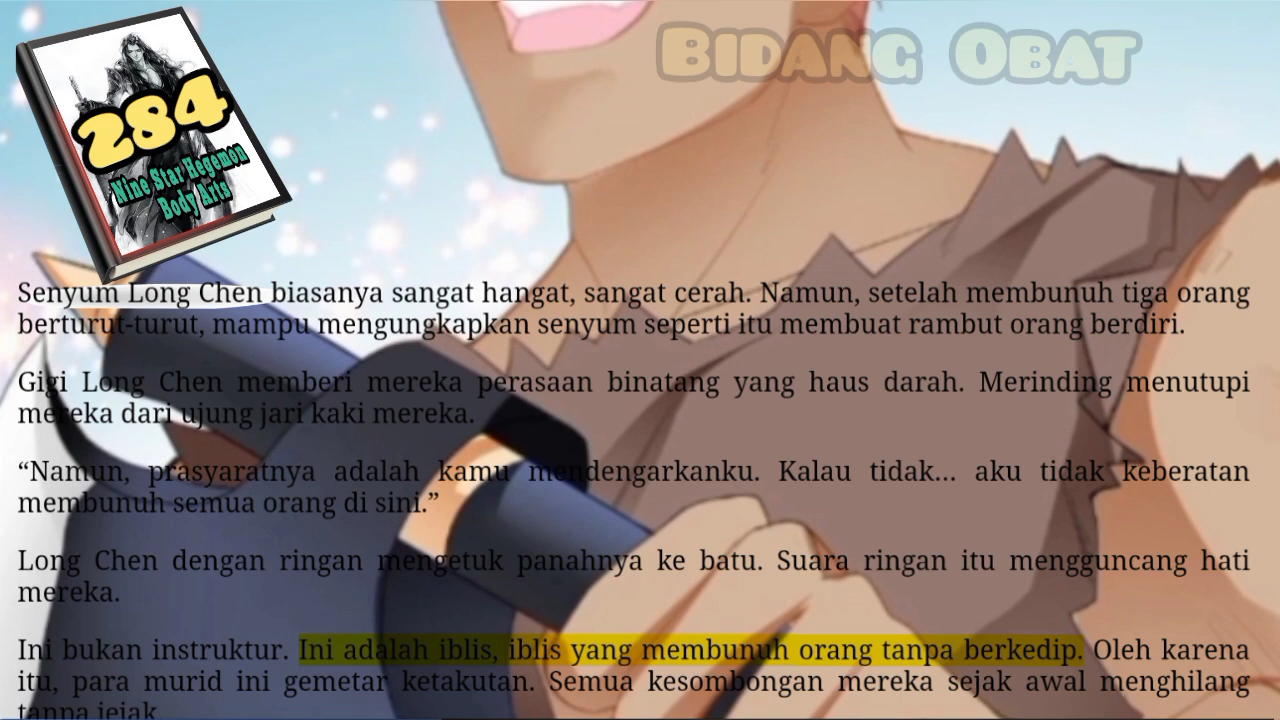 Bidang Obat
284
Nine Star Hegemon
Body Arts
Senyum Long Chen biasanya sangat hangat, sangat cerah. Namun, setelah membunuh tiga orang
berturut-turut, mampu mengungkapkan senyum seperti itu membuat rambut orang berdiri.
Gigi Long Chen memberi mereka perasaan binatang yang haus darah. Merinding menutupi
mereka dari ujung jari kaki mereka.
“Namun, prasyaratnya adalah kamu mendengarkanku. Kalau tidak... aku tidak keberatan
membunuh semua orang di sini.”
Long Chen dengan ringan mengetuk panahnya ke batu. Suara ringan itu mengguncang hati
mereka.
Ini bukan instruktur. Ini adalah iblis, iblis yang membunuh orang tanpa berkedip. Oleh karena
itu, para murid ini gemetar ketakutan. Semua kesombongan mereka sejak awal menghilang
tanpa jejak.